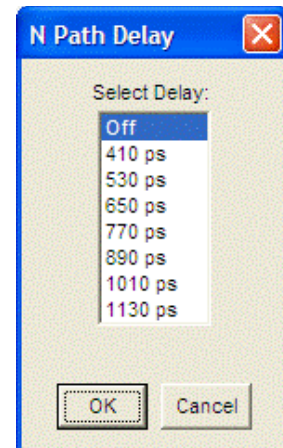 N Path Delay
Select Delay:
Off
410 ps
530 ps
650 ps
770 ps
890 ps
1010 ps
1130 ps
OK
Cancel